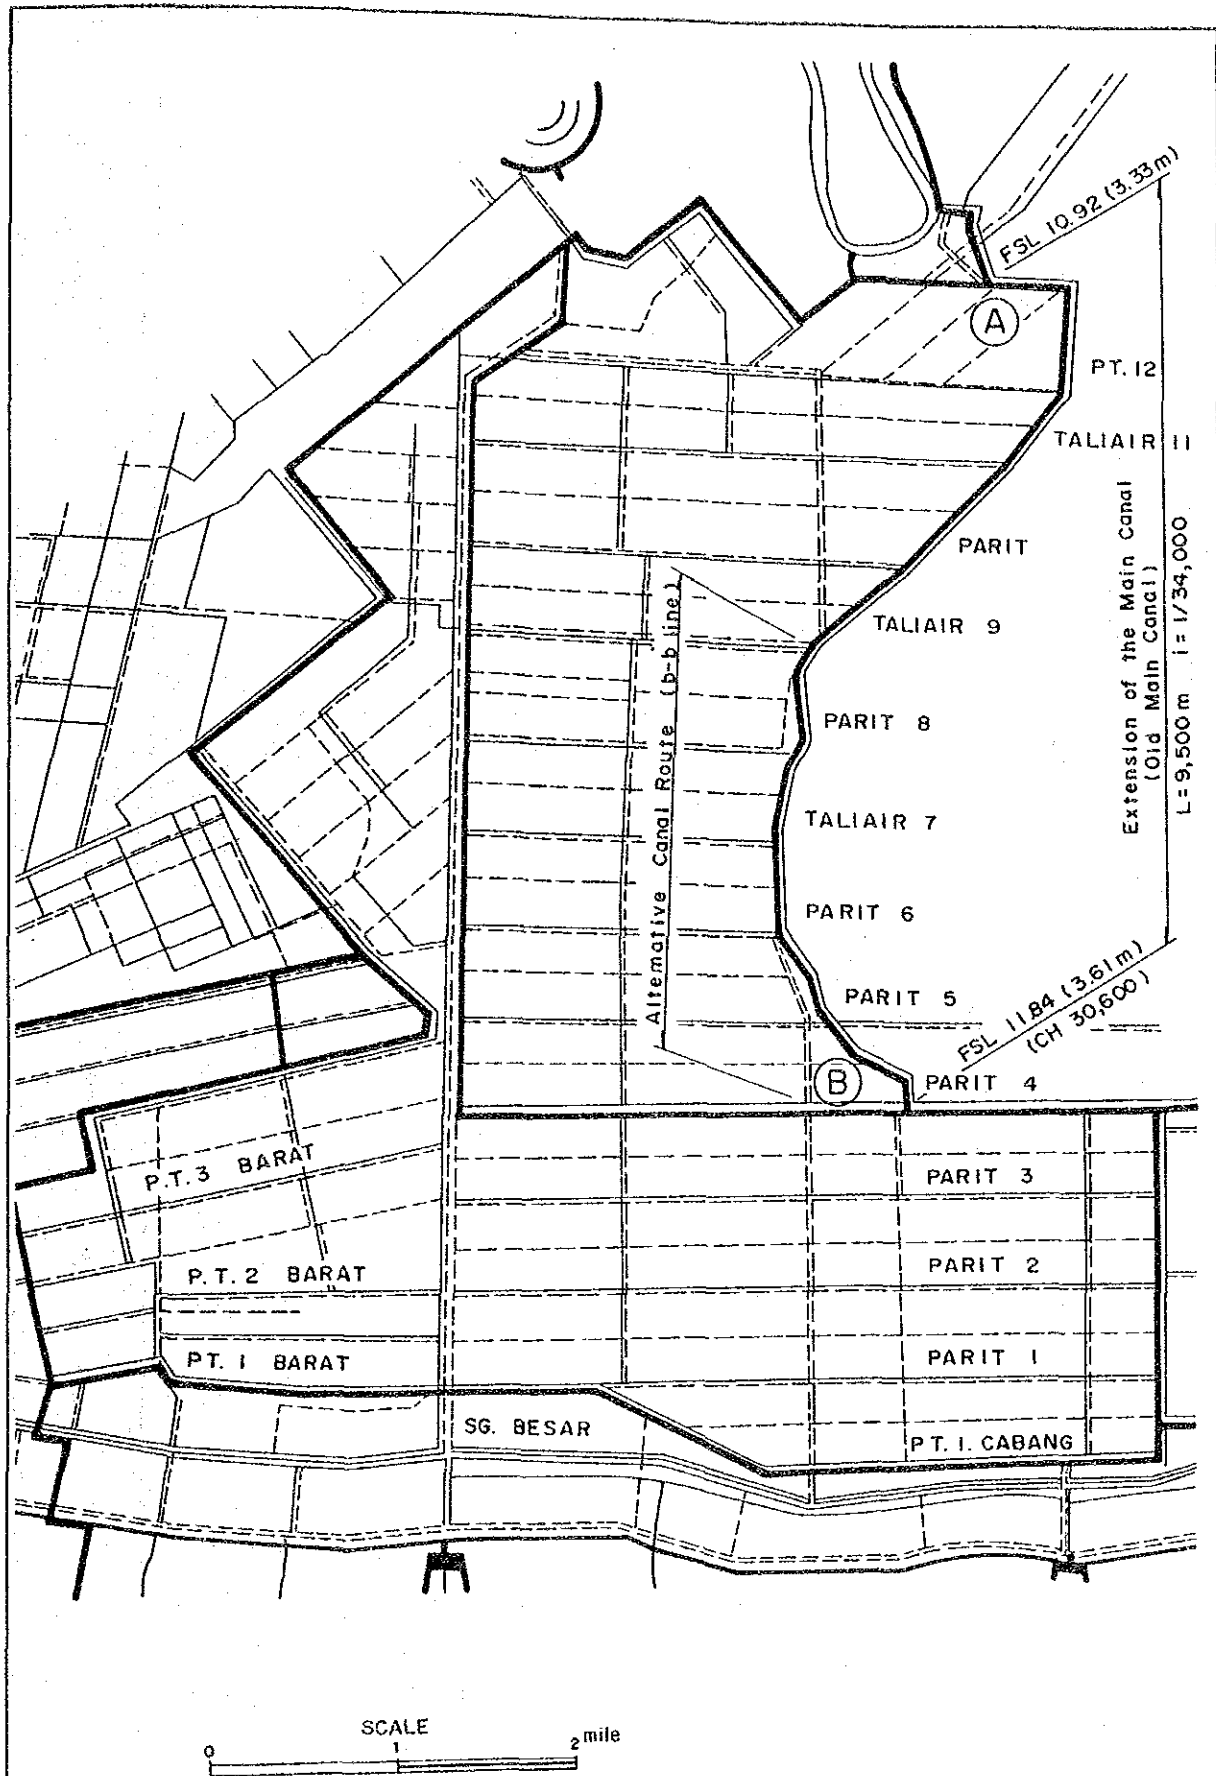 FSL 10.92 (3.33m)
A
PT. 12
TALIAIR 11
PARIT
TALIAIR 9
PARIT 8
TALIAIR 7
PARIT 6
PARIT 5
PARIT 4
Extension of the Main Canal
(Old Main Canal)
L=9,500m i=1/34,000
Altemative Canal Route (b-b line)
FSL 11.84 (3.61m)
(CH 30,600)
B
P.T.3 BARAT
PARIT 3
P.T.2 BARAT
PARIT 2
PT. 1 BARAT
PARIT 1
SG. BESAR
PT. 1. CABANG
SCALE
0 1 2 mile